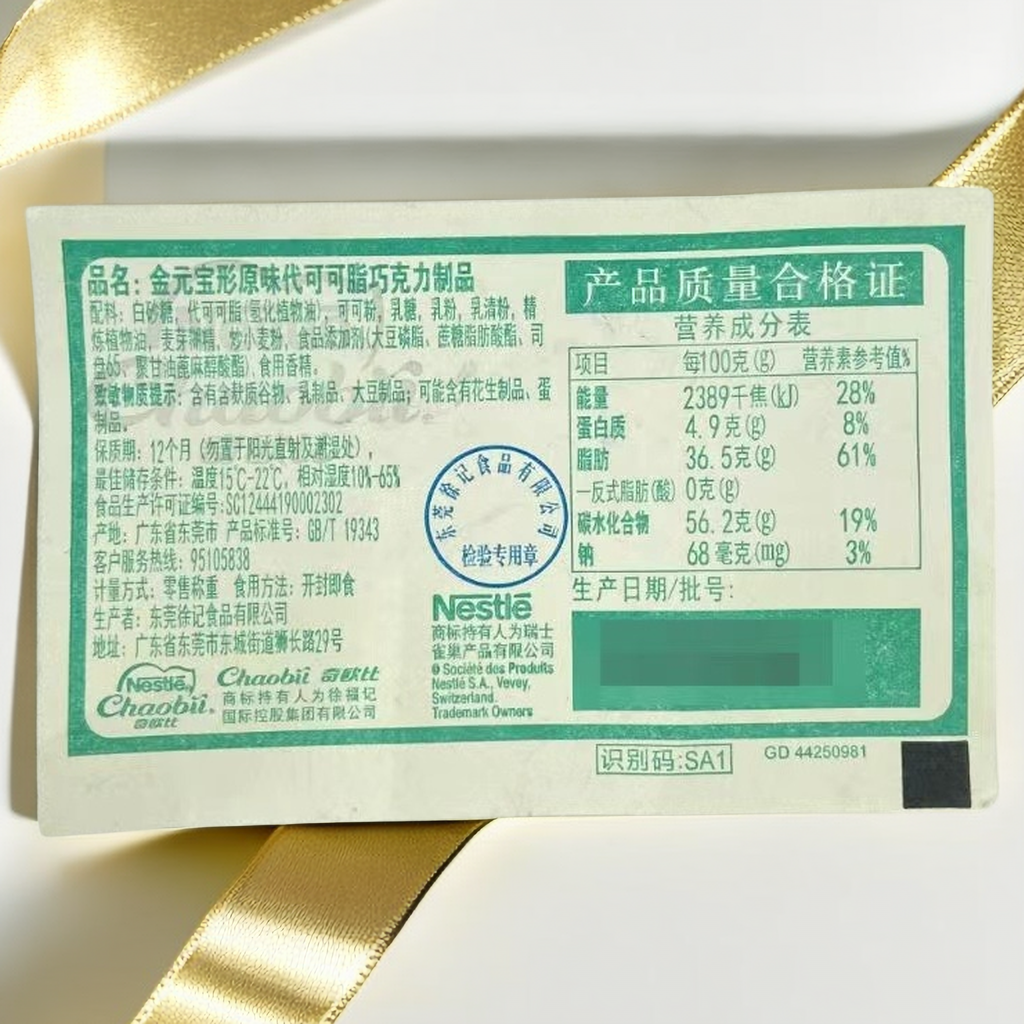 品名：金元宝形原味代可可脂巧克力制品
配料：白砂糖，代可可脂(氢化植物油)，可可粉，乳糖，乳粉，乳清粉，精
炼植物油，麦芽糊精，炒小麦粉，食品添加剂(大豆磷脂、蔗糖脂肪酸酯、司
盘65、聚甘油蓖麻醇酸酯)，食用香精。
致敏物质提示：含有含麸质谷物、乳制品、大豆制品；可能含有花生制品、蛋
制品。
保质期：12个月（勿置于阳光直射及潮湿处），
最佳储存条件：温度15℃-22℃，相对湿度10%-65%
食品生产许可证编号:SC12444190002302
产地：广东省东莞市 产品标准号：GB/T 19343
客户服务热线：95105838
计量方式：零售称重 食用方法：开封即食
生产者：东莞徐记食品有限公司
地址：广东省东莞市东城街道狮长路29号
Nestlé
Chaobii.
奇欧比
Chaobii 奇欧比
商标持有人为徐福记
国际控股集团有限公司
东莞徐记食品有限公司
检验专用章
Nestlé
商标持有人为瑞士
雀巢产品有限公司
® Société des Produits
Nestlé S.A., Vevey,
Switzerland.
Trademark Owners
产品质量合格证
营养成分表
项目 每100克(g) 营养素参考值%
能量 2389千焦(kJ) 28%
蛋白质 4.9克(g) 8%
脂肪 36.5克(g) 61%
—反式脂肪(酸) 0克(g)
碳水化合物 56.2克(g) 19%
钠 68毫克(mg) 3%
生产日期/批号：
识别码:SA1
GD 44250981